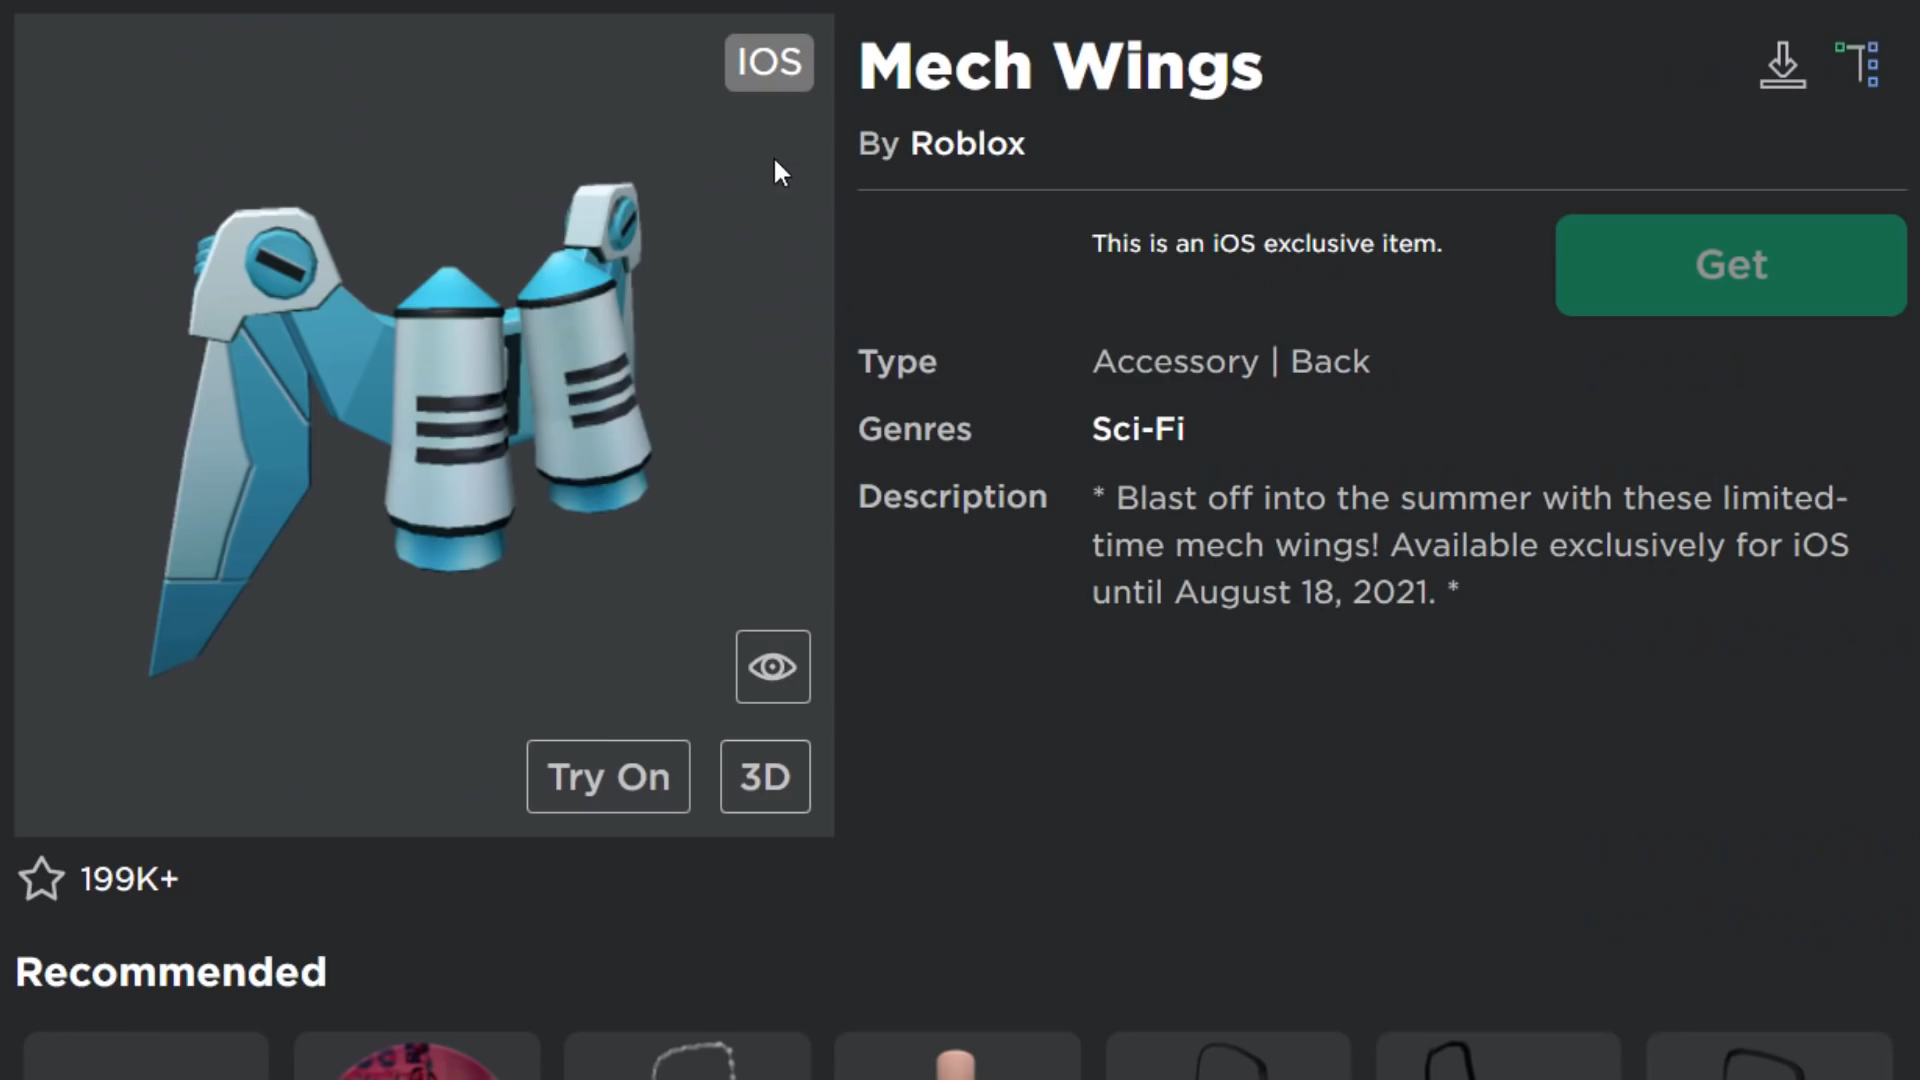 IOS
Mech Wings
By Roblox
This is an iOS exclusive item.
Get
Type Accessory | Back
Genres Sci-Fi
Description * Blast off into the summer with these limited-
time mech wings! Available exclusively for iOS
until August 18, 2021. *
Try On 3D
199K+
Recommended